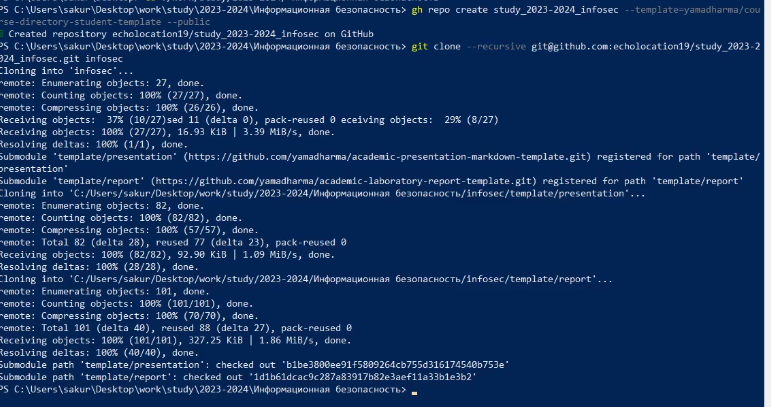 PS C:\Users\sakur\Desktop\work\study\2023-2024\Информационная безопасность> gh repo create study_2023-2024_infosec --template=yamadharma/cou
rse-directory-student-template --public
Created repository echolocation19/study_2023-2024_infosec on GitHub
PS C:\Users\sakur\Desktop\work\study\2023-2024\Информационная безопасность> git clone --recursive git@github.com:echolocation19/study_2023-2
024_infosec.git infosec
Cloning into 'infosec'...
remote: Enumerating objects: 27, done.
remote: Counting objects: 100% (27/27), done.
remote: Compressing objects: 100% (26/26), done.
Receiving objects:  37% (10/27)sed 11 (delta 0), pack-reused 0 eceiving objects:  29% (8/27)
Receiving objects: 100% (27/27), 16.93 KiB | 3.39 MiB/s, done.
Resolving deltas: 100% (1/1), done.
Submodule 'template/presentation' (https://github.com/yamadharma/academic-presentation-markdown-template.git) registered for path 'template/
presentation'
Submodule 'template/report' (https://github.com/yamadharma/academic-laboratory-report-template.git) registered for path 'template/report'
Cloning into 'C:/Users/sakur/Desktop/work/study/2023-2024/Информационная безопасность/infosec/template/presentation'...
remote: Enumerating objects: 82, done.
remote: Counting objects: 100% (82/82), done.
remote: Compressing objects: 100% (57/57), done.
remote: Total 82 (delta 28), reused 77 (delta 23), pack-reused 0
Receiving objects: 100% (82/82), 92.90 KiB | 1.09 MiB/s, done.
Resolving deltas: 100% (28/28), done.
Cloning into 'C:/Users/sakur/Desktop/work/study/2023-2024/Информационная безопасность/infosec/template/report'...
remote: Enumerating objects: 101, done.
remote: Counting objects: 100% (101/101), done.
remote: Compressing objects: 100% (70/70), done.
remote: Total 101 (delta 40), reused 88 (delta 27), pack-reused 0
Receiving objects: 100% (101/101), 327.25 KiB | 1.86 MiB/s, done.
Resolving deltas: 100% (40/40), done.
Submodule path 'template/presentation': checked out 'b1be3800ee91f5809264cb755d316174540b753e'
Submodule path 'template/report': checked out '1d1b61dcac9c287a83917b82e3aef11a33b1e3b2'
PS C:\Users\sakur\Desktop\work\study\2023-2024\Информационная безопасность>